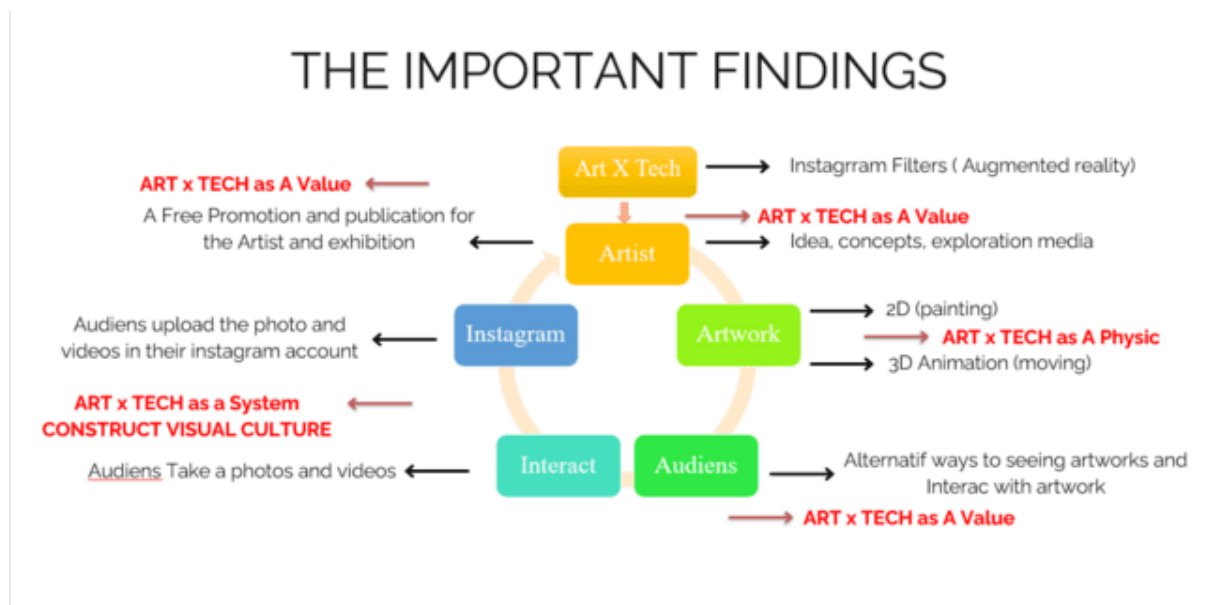 THE IMPORTANT FINDINGS
Art X Tech
Instagrram Filters ( Augmented reality)
ART x TECH as A Value
A Free Promotion and publication for
the Artist and exhibition
ART x TECH as A Value
Artist
Idea, concepts, exploration media
Instagram
Audiens upload the photo and
videos in their instagram account
Artwork
2D (painting)
ART x TECH as A Physic
3D Animation (moving)
ART x TECH as a System
CONSTRUCT VISUAL CULTURE
Audiens Take a photos and videos
Interact
Audiens
Alternatif ways to seeing artworks and
Interac with artwork
ART x TECH as A Value